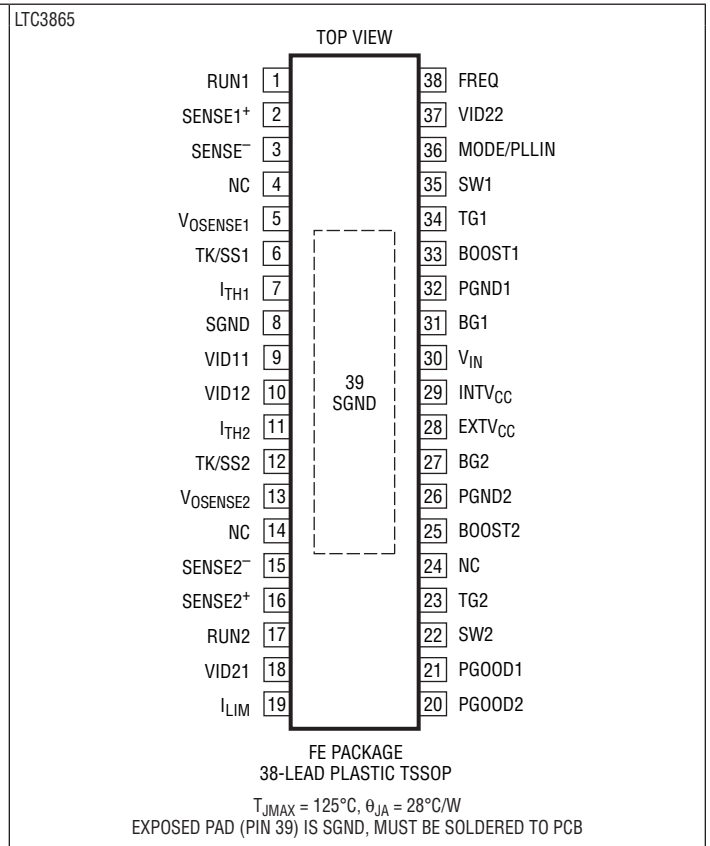 LTC3865
TOP VIEW
RUN1 1
SENSE1⁺ 2
SENSE⁻ 3
NC 4
VOSENSE1 5
TK/SS1 6
ITH1 7
SGND 8
VID11 9
VID12 10
ITH2 11
TK/SS2 12
VOSENSE2 13
NC 14
SENSE2⁻ 15
SENSE2⁺ 16
RUN2 17
VID21 18
ILIM 19
39
SGND
38 FREQ
37 VID22
36 MODE/PLLIN
35 SW1
34 TG1
33 BOOST1
32 PGND1
31 BG1
30 VIN
29 INTVCC
28 EXTVCC
27 BG2
26 PGND2
25 BOOST2
24 NC
23 TG2
22 SW2
21 PGOOD1
20 PGOOD2
FE PACKAGE
38-LEAD PLASTIC TSSOP
TJMAX = 125°C, θJA = 28°C/W
EXPOSED PAD (PIN 39) IS SGND, MUST BE SOLDERED TO PCB